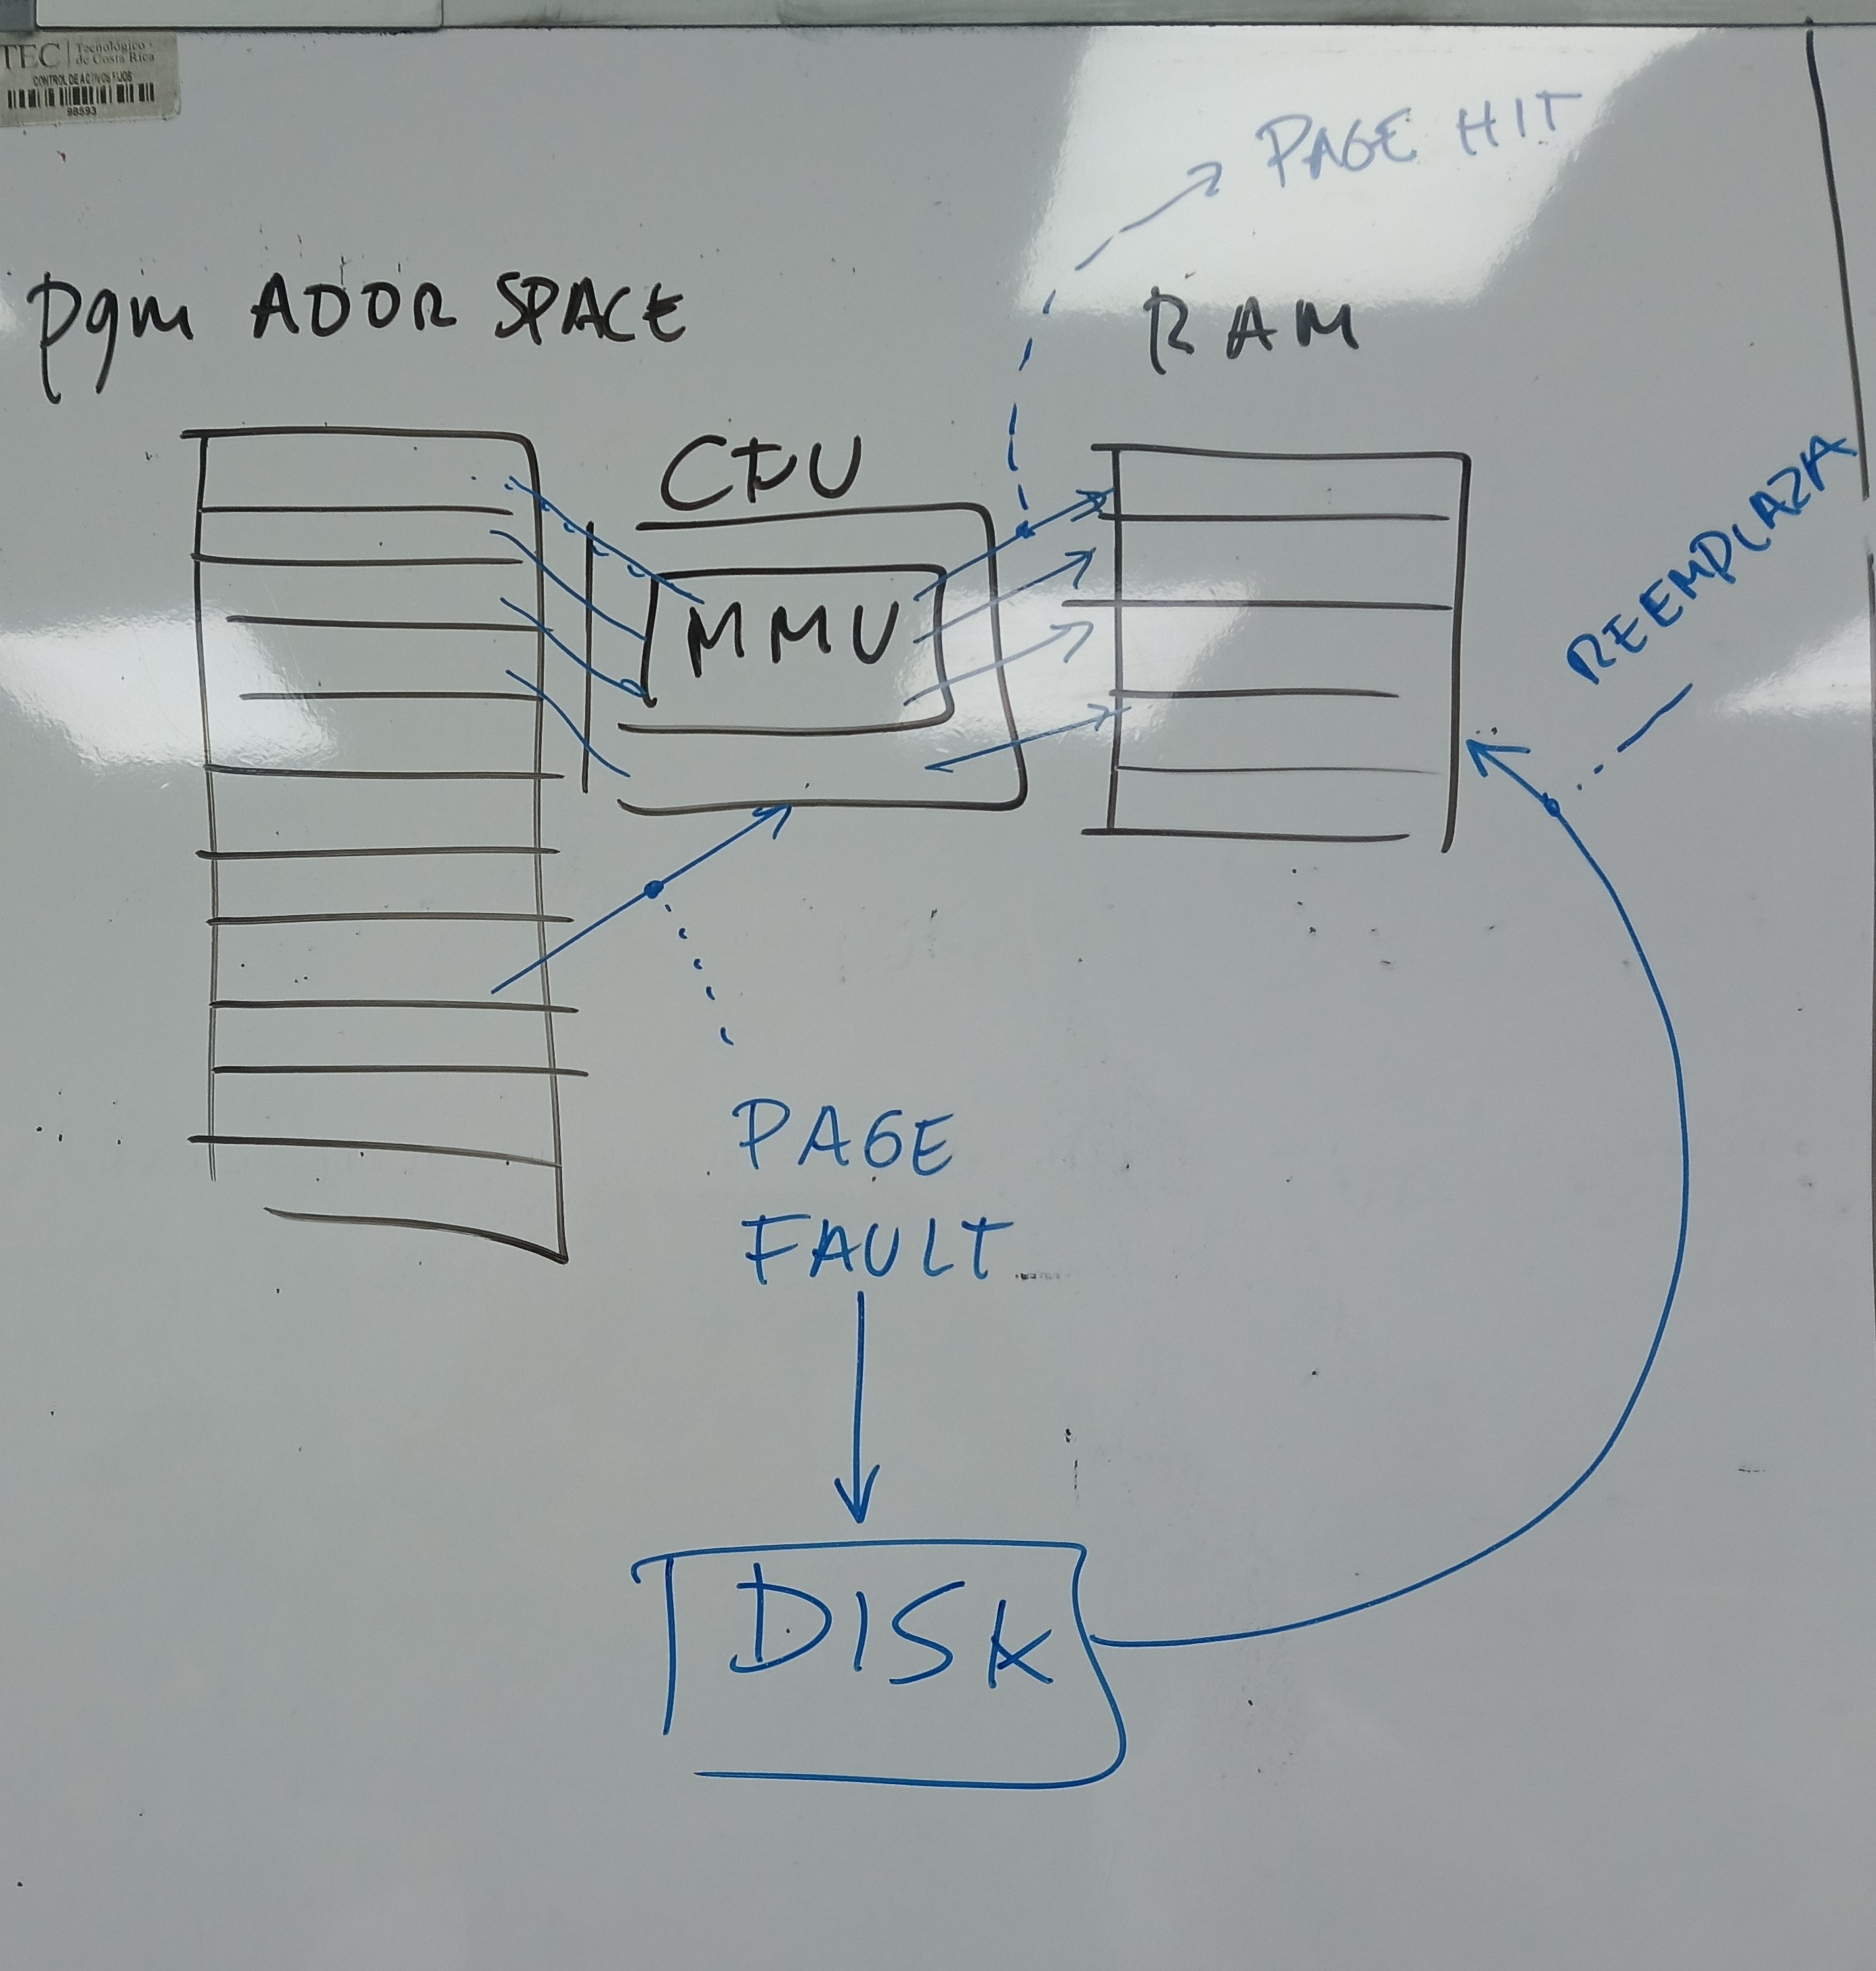 TEC | Tecnológico
de Costa Rica
CONTROL DE ACTIVOS FIJOS
98593
PAGE HIT
pgm ADDR SPACE
RAM
CPU
MMU
REEMPLAZA
PAGE
FAULT
DISK